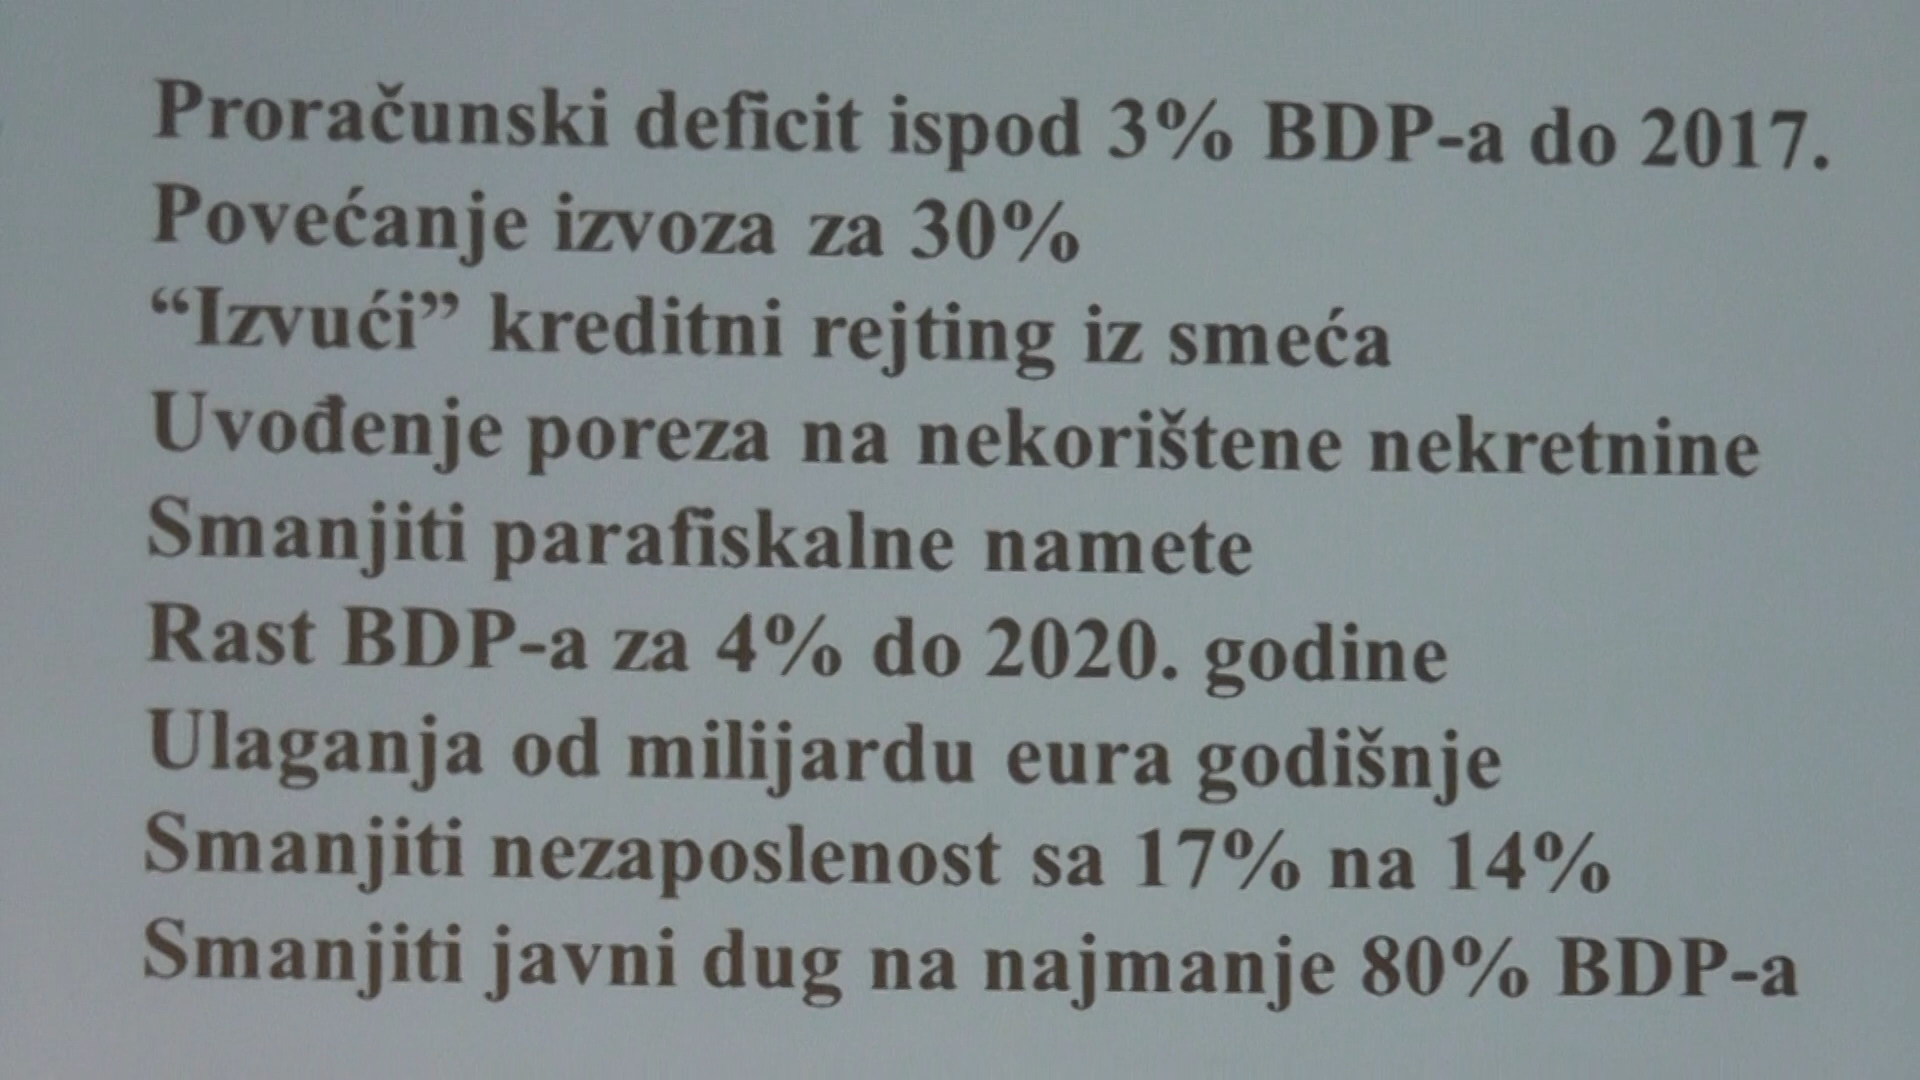 Proračunski deficit ispod 3% BDP-a do 2017.
Povećanje izvoza za 30%
“Izvući” kreditni rejting iz smeća
Uvođenje poreza na nekorištene nekretnine
Smanjiti parafiskalne namete
Rast BDP-a za 4% do 2020. godine
Ulaganja od milijardu eura godišnje
Smanjiti nezaposlenost sa 17% na 14%
Smanjiti javni dug na najmanje 80% BDP-a